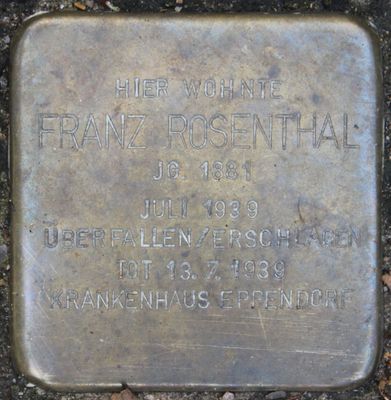 HIER WOHNTE
FRANZ ROSENTHAL
JG. 1881
JULI 1939
ÜBERFALLEN/ERSCHLAGEN
TOT 13.7.1939
KRANKENHAUS EPPENDORF